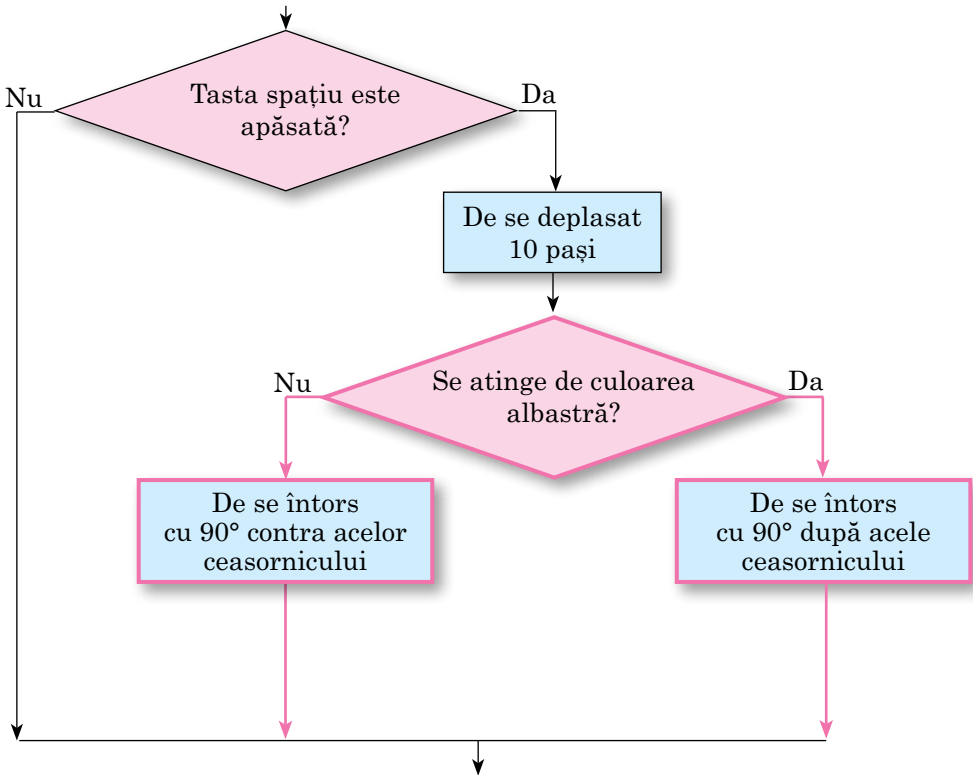 Tasta spațiu este
apăsată?
Nu
Da
De se deplasat
10 pași
Se atinge de culoarea
albastră?
Nu
Da
De se întors
cu 90° contra acelor
ceasornicului
De se întors
cu 90° după acele
ceasornicului